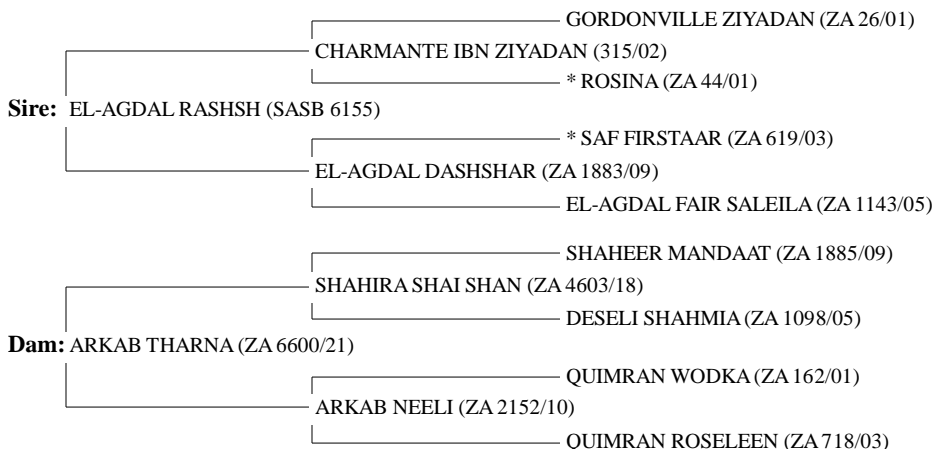 GORDONVILLE ZIYADAN (ZA 26/01)
CHARMANTE IBN ZIYADAN (315/02)
* ROSINA (ZA 44/01)
Sire: EL-AGDAL RASHSH (SASB 6155)
* SAF FIRSTAAR (ZA 619/03)
EL-AGDAL DASHSHAR (ZA 1883/09)
EL-AGDAL FAIR SALEILA (ZA 1143/05)
SHAHEER MANDAAT (ZA 1885/09)
SHAHIRA SHAI SHAN (ZA 4603/18)
DESELI SHAHMIA (ZA 1098/05)
Dam: ARKAB THARNA (ZA 6600/21)
QUIMRAN WODKA (ZA 162/01)
ARKAB NEELI (ZA 2152/10)
QUIMRAN ROSELEEN (ZA 718/03)